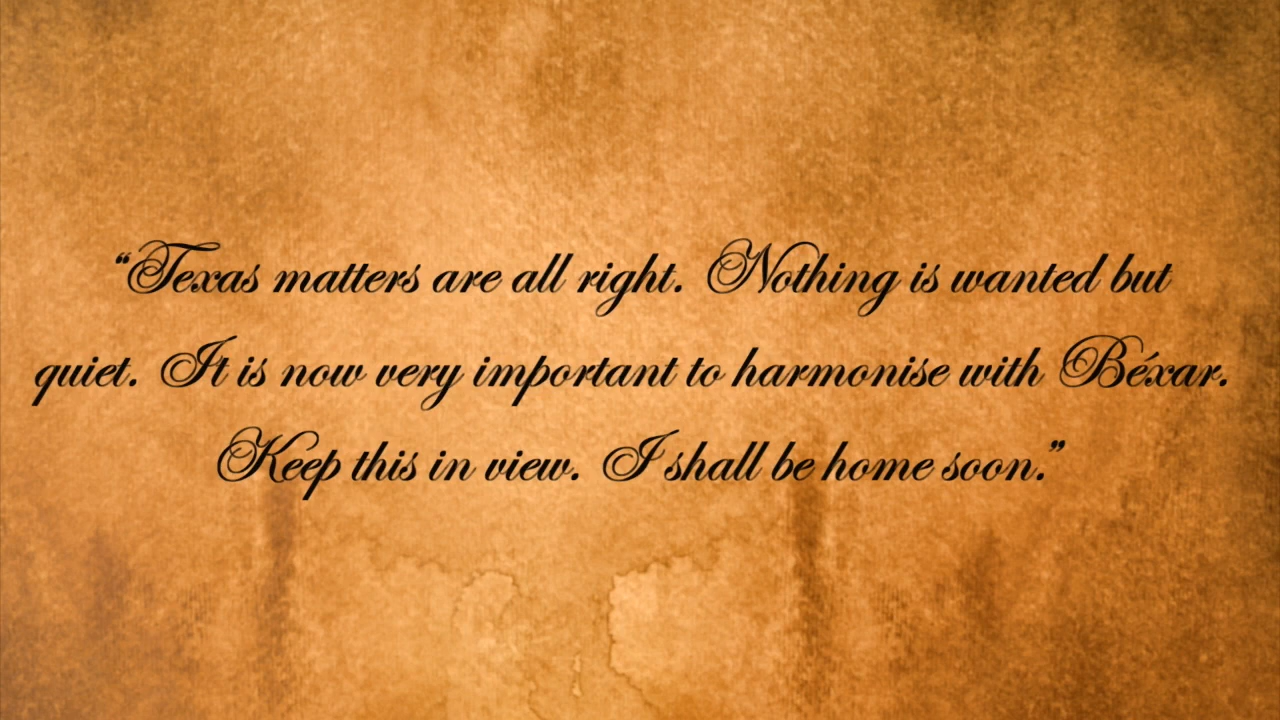 “Texas matters are all right. Nothing is wanted but
quiet. It is now very important to harmonise with Béxar.
Keep this in view. I shall be home soon.”